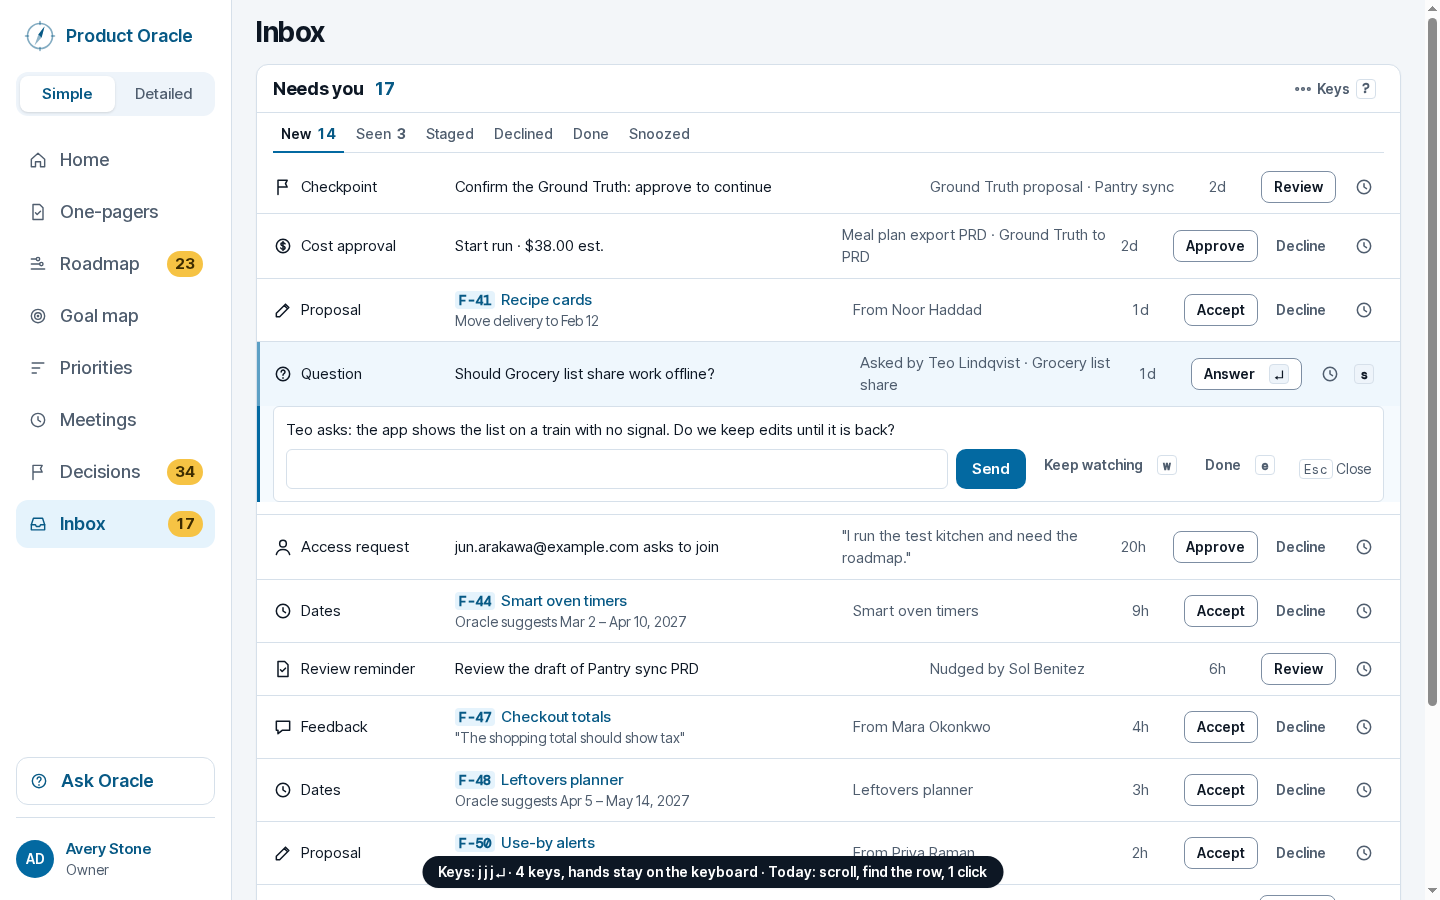 Product Oracle
Simple Detailed
Home
One-pagers
Roadmap 23
Goal map
Priorities
Meetings
Decisions 34
Inbox 17
Ask Oracle
AD Avery Stone
Owner
Inbox
Needs you 17
••• Keys ?
New 14 Seen 3 Staged Declined Done Snoozed
Checkpoint Confirm the Ground Truth: approve to continue Ground Truth proposal · Pantry sync 2d Review
Cost approval Start run · $38.00 est. Meal plan export PRD · Ground Truth to PRD 2d Approve Decline
Proposal F-41 Recipe cards
Move delivery to Feb 12 From Noor Haddad 1d Accept Decline
Question Should Grocery list share work offline? Asked by Teo Lindqvist · Grocery list share 1d Answer ↵ s
Teo asks: the app shows the list on a train with no signal. Do we keep edits until it is back?
Send Keep watching w Done e Esc Close
Access request jun.arakawa@example.com asks to join "I run the test kitchen and need the roadmap." 20h Approve Decline
Dates F-44 Smart oven timers
Oracle suggests Mar 2 – Apr 10, 2027 Smart oven timers 9h Accept Decline
Review reminder Review the draft of Pantry sync PRD Nudged by Sol Benitez 6h Review
Feedback F-47 Checkout totals
"The shopping total should show tax" From Mara Okonkwo 4h Accept Decline
Dates F-48 Leftovers planner
Oracle suggests Apr 5 – May 14, 2027 Leftovers planner 3h Accept Decline
Proposal F-50 Use-by alerts
From Priya Raman 2h Accept Decline
Keys: j j j ↵ · 4 keys, hands stay on the keyboard · Today: scroll, find the row, 1 click